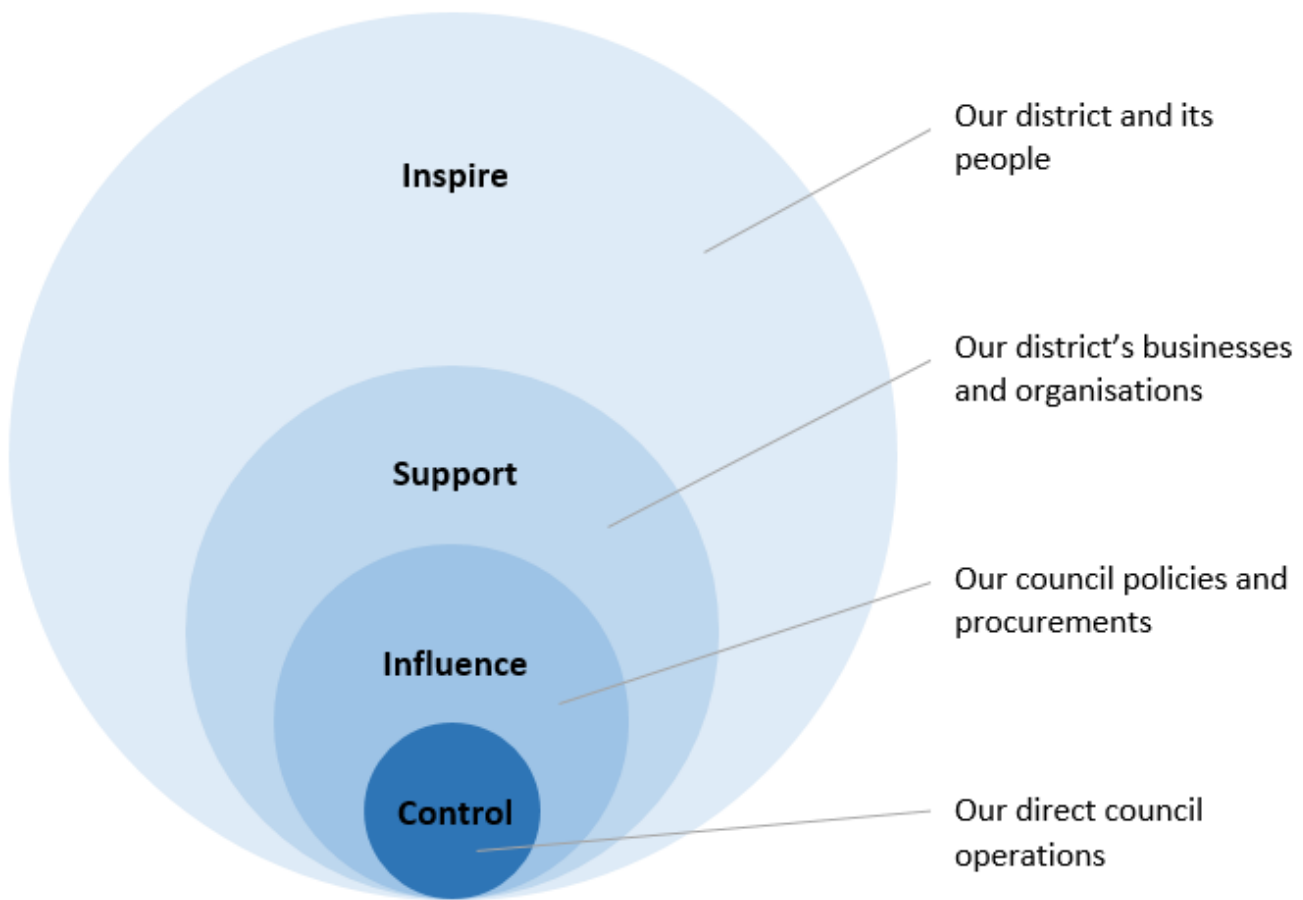 Inspire
Our district and its
people
Support
Our district’s businesses
and organisations
Influence
Our council policies and
procurements
Control
Our direct council
operations